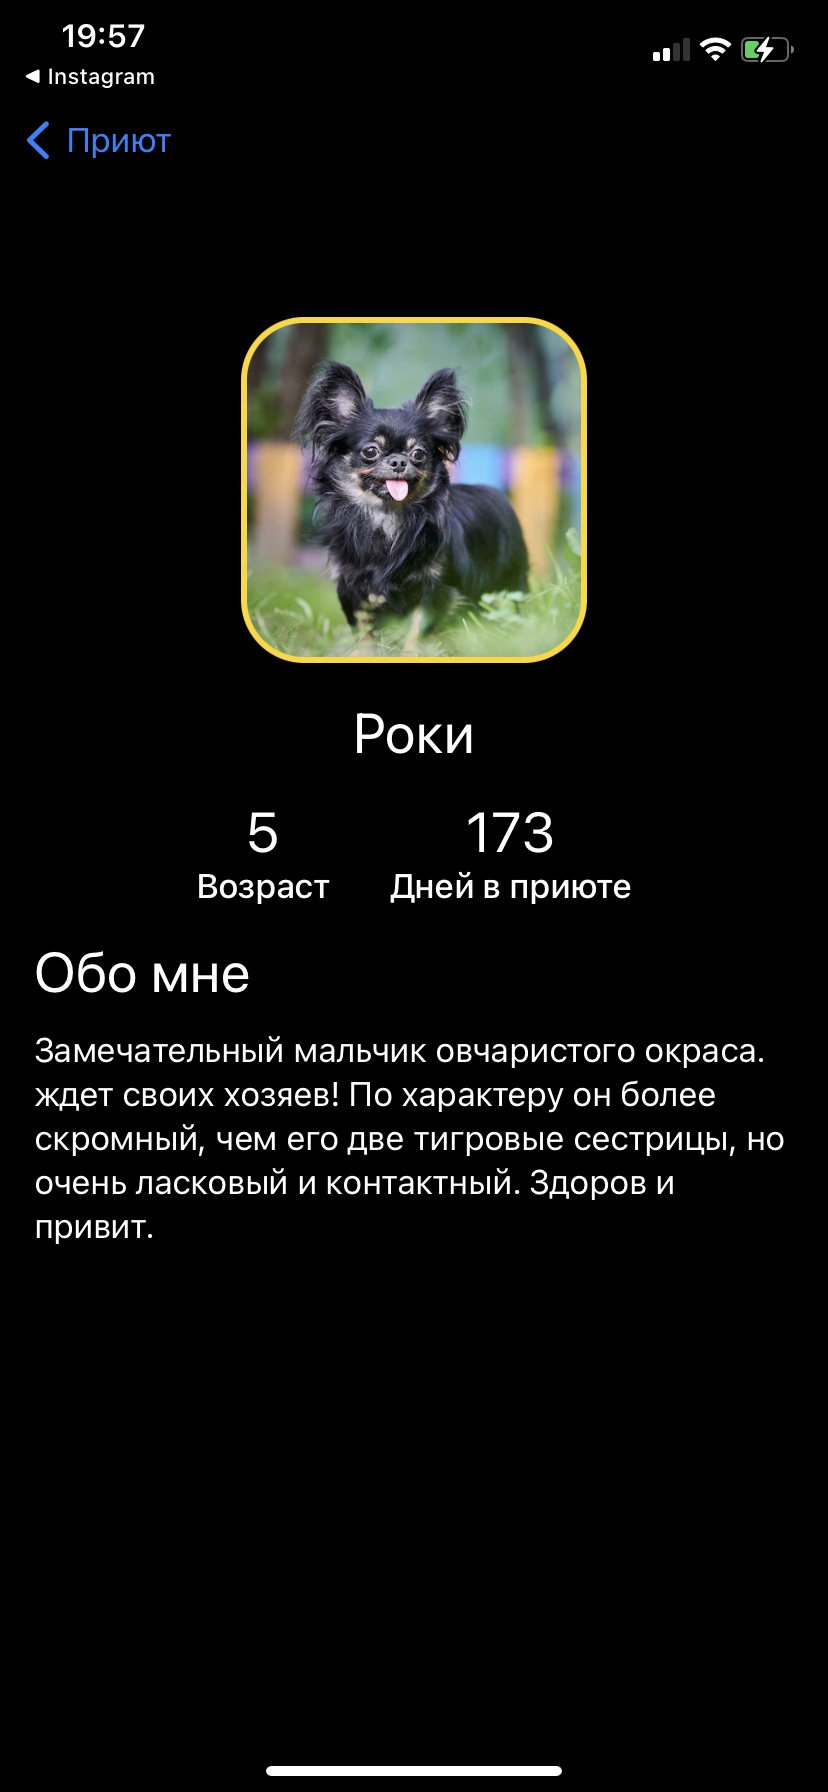 19:57
Instagram
Приют
Роки
5
173
Возраст
Дней в приюте
Обо мне
Замечательный мальчик овчаристого окраса.
ждет своих хозяев! По характеру он более
скромный, чем его две тигровые сестрицы, но
очень ласковый и контактный. Здоров и
привит.